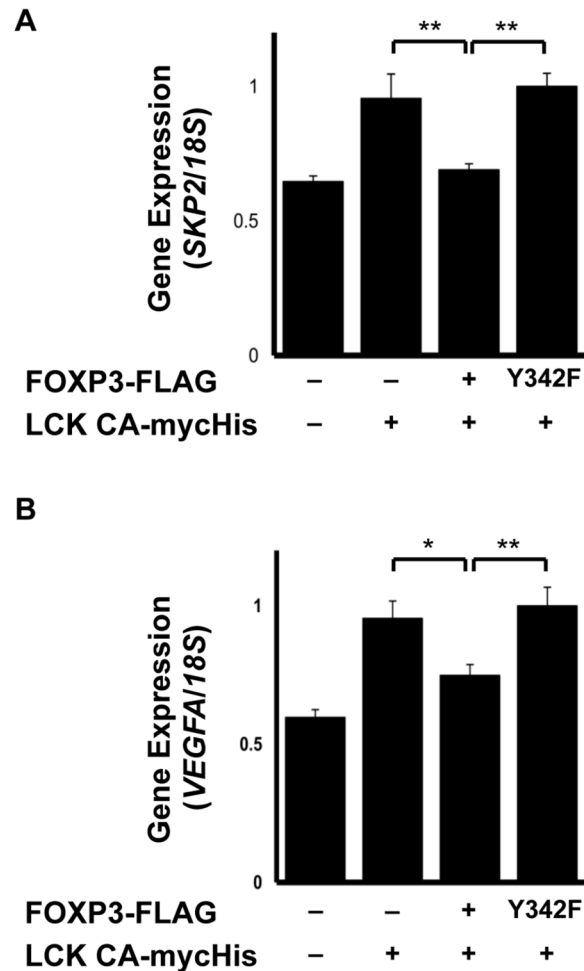 A
** **
Gene Expression
(SKP2/18S)
1
0.5
0
FOXP3-FLAG – – + Y342F
LCK CA-mycHis – + + +
B
* **
Gene Expression
(VEGFA/18S)
1
0.5
0
FOXP3-FLAG – – + Y342F
LCK CA-mycHis – + + +